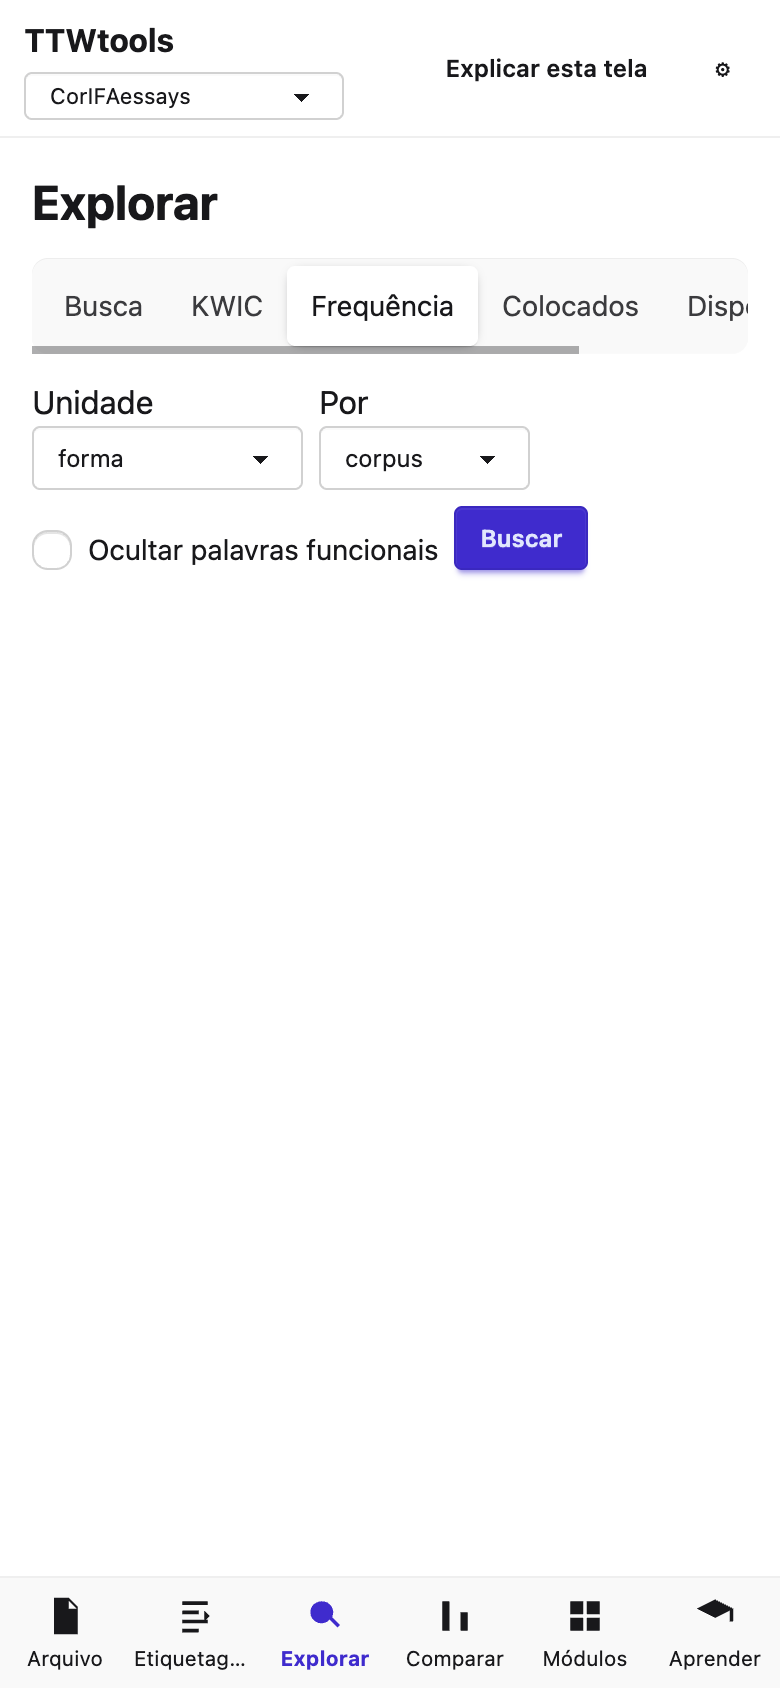 TTWtools
CorIFAessays
Explicar esta tela
Explorar
Busca KWIC Frequência Colocados Disp
Unidade Por
forma corpus
Ocultar palavras funcionais Buscar
Arquivo Etiquetag... Explorar Comparar Módulos Aprender